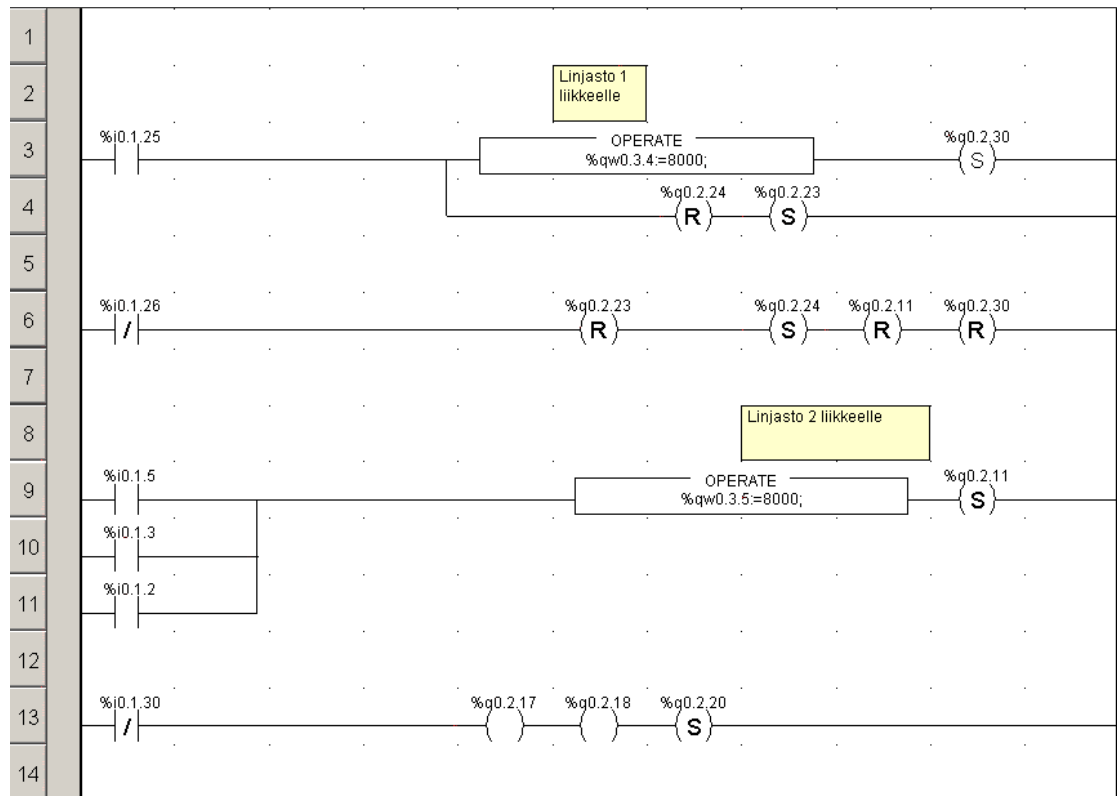 1
2
Linjasto 1
liikkeelle
3
%i0.1.25
OPERATE
%qw0.3.4:=8000;
%q0.2.30
S
4
%q0.2.24
%q0.2.23
R
S
5
6
%i0.1.26
%q0.2.23
%q0.2.24
%q0.2.11
%q0.2.30
/
R
S
R
R
7
8
Linjasto 2 liikkeelle
9
%i0.1.5
OPERATE
%qw0.3.5:=8000;
%q0.2.11
S
10
%i0.1.3
11
%i0.1.2
12
13
%i0.1.30
%q0.2.17
%q0.2.18
%q0.2.20
/
S
14